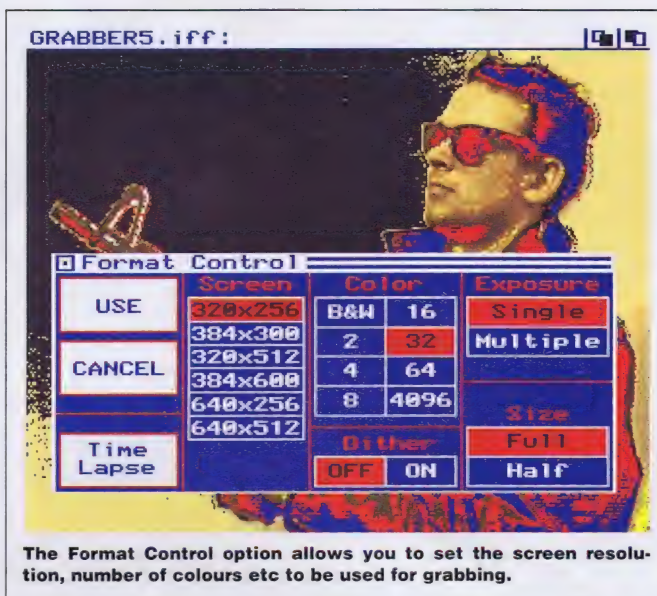 GRABBER5.iff:
Format Control
Screen
Color
Exposure
USE
CANCEL
Time
Lapse
320x256
384x300
320x512
384x600
640x256
640x512
B&W 16
2 32
4 64
8 4096
Dither
OFF ON
Single
Multiple
Size
Full
Half
The Format Control option allows you to set the screen resolu-
tion, number of colours etc to be used for grabbing.